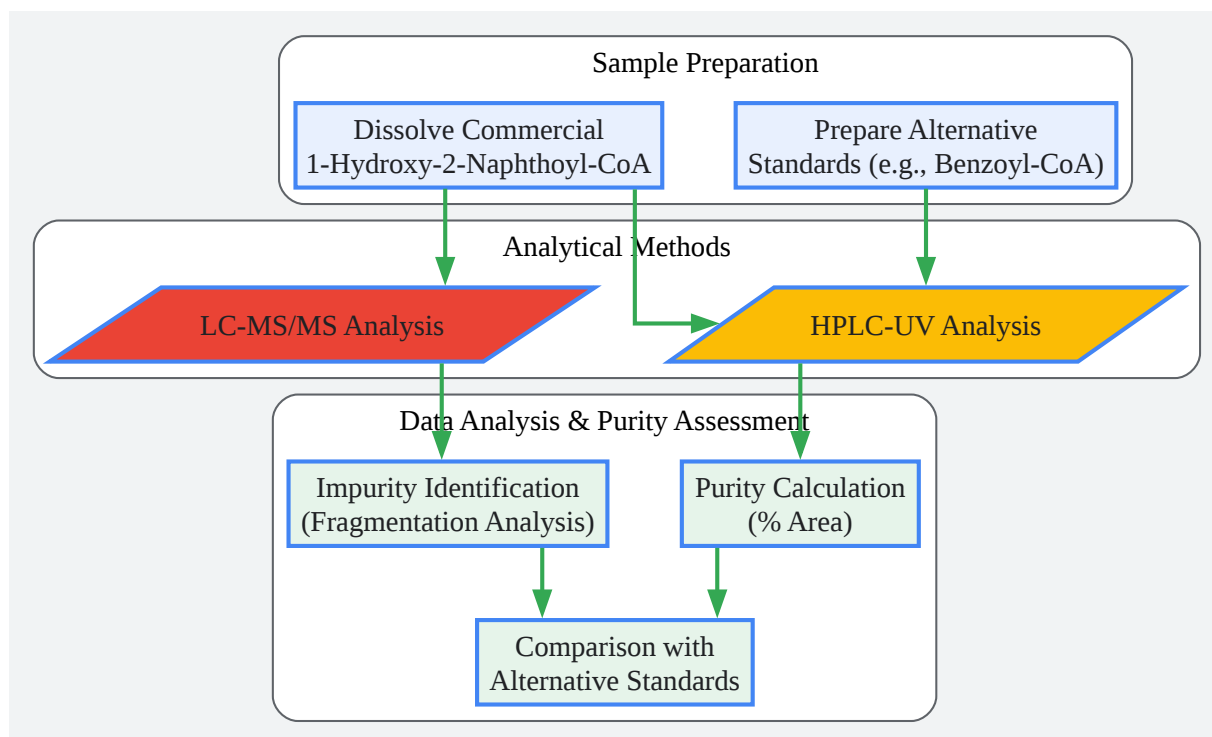 Sample Preparation
Dissolve Commercial
1-Hydroxy-2-Naphthoyl-CoA
Prepare Alternative
Standards (e.g., Benzoyl-CoA)
Analytical Methods
LC-MS/MS Analysis
HPLC-UV Analysis
Data Analysis & Purity Assessment
Impurity Identification
(Fragmentation Analysis)
Purity Calculation
(% Area)
Comparison with
Alternative Standards